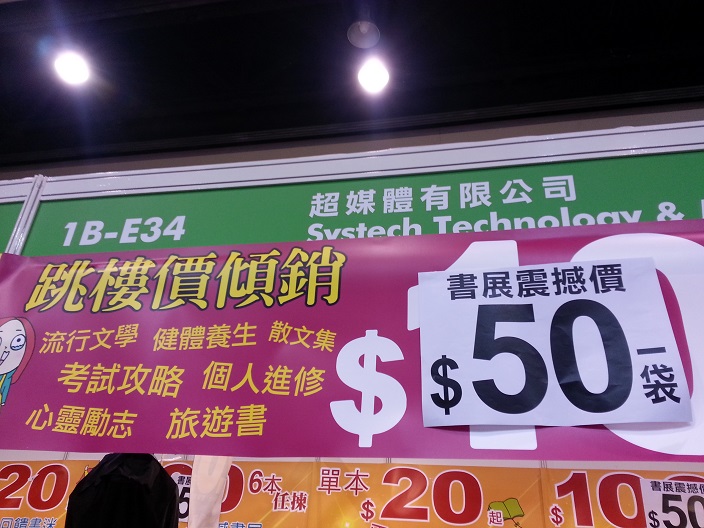 超媒體有限公司
1B-E34
Systech Technology &
跳樓價傾銷
流行文學 健體養生 散文集
考試攻略 個人進修
心靈勵志 旅遊書
$10
書展震撼價
$50一袋
20
6本任揀
單本
$20起
$10
書展震撼價
$50